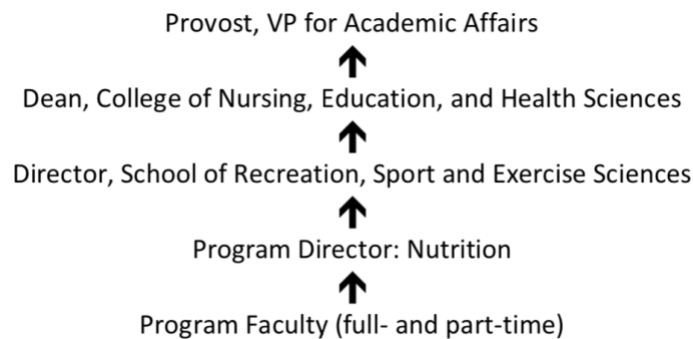 Provost, VP for Academic Affairs
Dean, College of Nursing, Education, and Health Sciences
Director, School of Recreation, Sport and Exercise Sciences
Program Director: Nutrition
Program Faculty (full- and part-time)